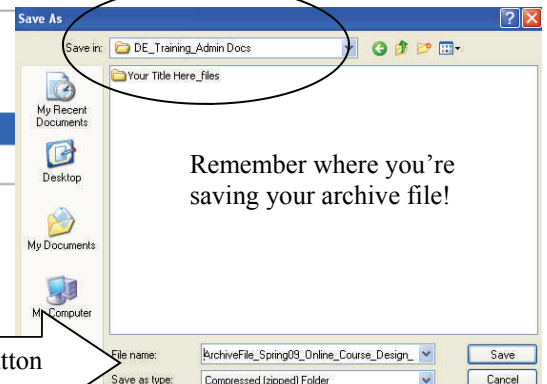 Save As
Save in:
DE_Training_Admin Docs
Your Title Here_files
My Recent
Documents
Desktop
My Documents
My Computer
Remember where you're
saving your archive file!
File name:
ArchiveFile_Spring09_Online_Course_Design_
Save
Save as type:
Compressed (zipped) Folder
Cancel